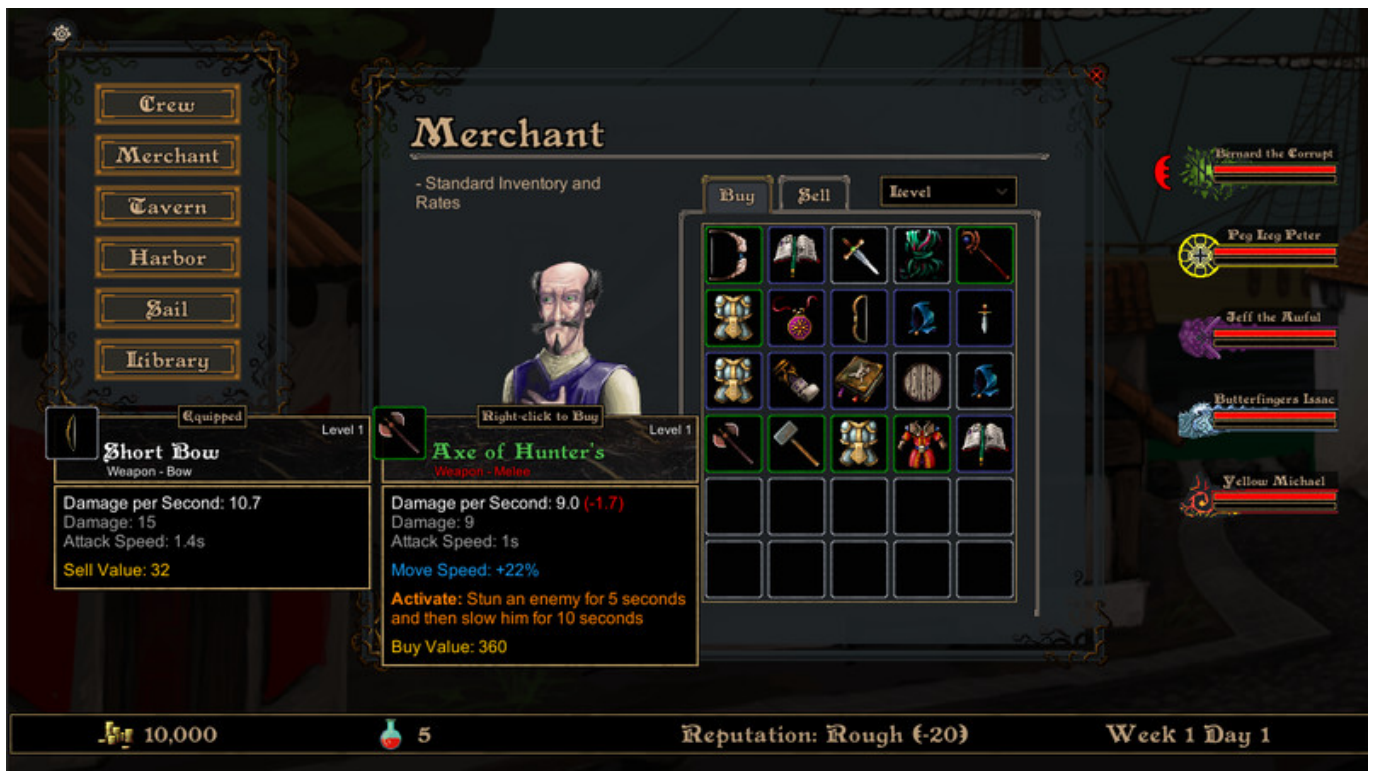 Crew
Merchant
Tavern
Harbor
Sail
Library
Merchant
- Standard Inventory and
Rates
Buy
Sell
Level
Bernard the Corrupt
Peg Leg Peter
Jeff the Awful
Butterfingers Issac
Yellow Michael
Equipped
Level 1
Short Bow
Weapon - Bow
Damage per Second: 10.7
Damage: 15
Attack Speed: 1.4s
Sell Value: 32
Right-click to Buy
Level 1
Axe of Hunter's
Weapon - Melee
Damage per Second: 9.0 (-1.7)
Damage: 9
Attack Speed: 1s
Move Speed: +22%
Activate: Stun an enemy for 5 seconds
and then slow him for 10 seconds
Buy Value: 360
10,000
5
Reputation: Rough (-20)
Week 1 Day 1